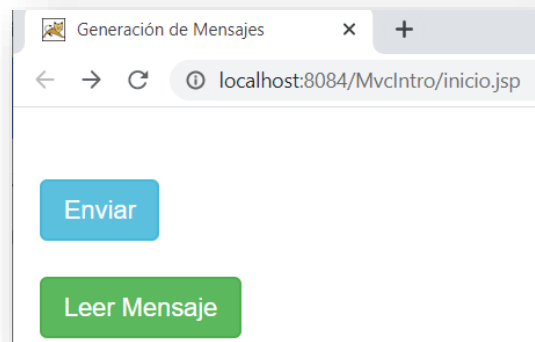 Generación de Mensajes
localhost:8084/MvcIntro/inicio.jsp
Enviar
Leer Mensaje